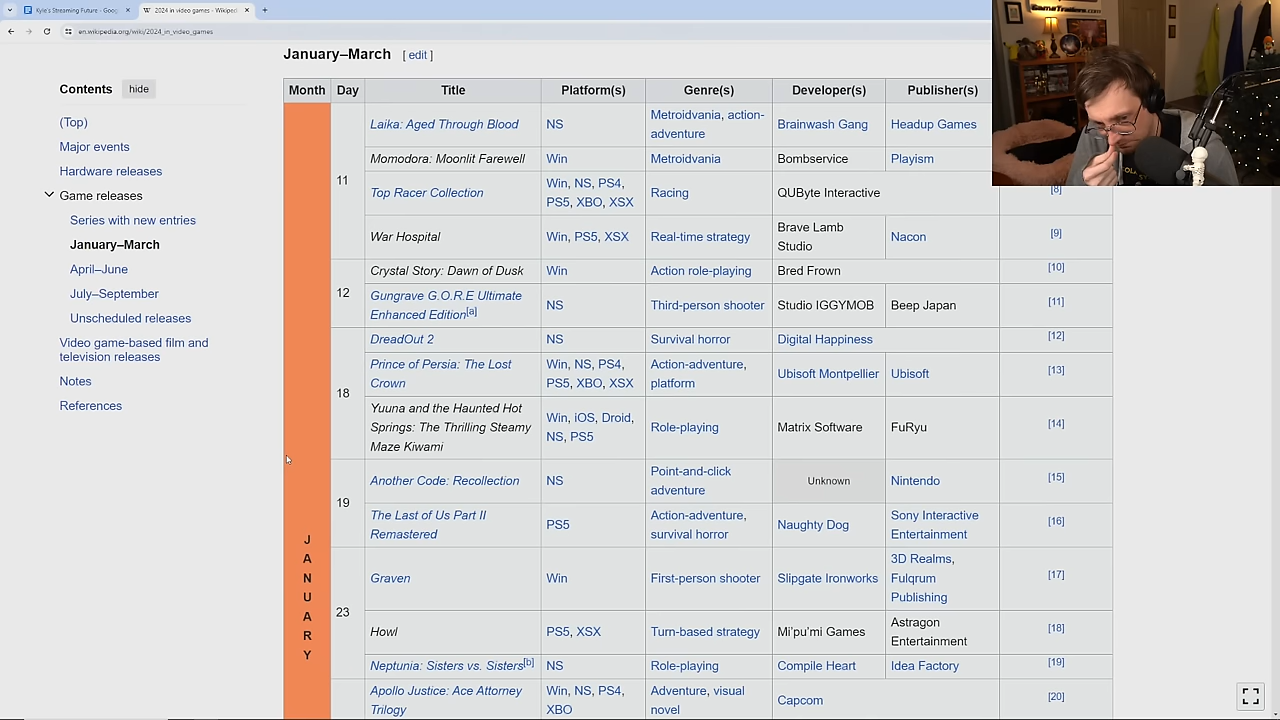 Kyle's Streaming Future - Goog
2024 in video games - Wikiped
en.wikipedia.org/wiki/2024_in_video_games
GameTrailers.com
January–March [ edit ]
Contents hide
(Top)
Major events
Hardware releases
Game releases
Series with new entries
January–March
April–June
July–September
Unscheduled releases
Video game-based film and
television releases
Notes
References
Month Day Title Platform(s) Genre(s) Developer(s) Publisher(s)
J
A
N
U
A
R
Y
11
Laika: Aged Through Blood NS Metroidvania, action-
adventure Brainwash Gang Headup Games
Momodora: Moonlit Farewell Win Metroidvania Bombservice Playism
Top Racer Collection Win, NS, PS4,
PS5, XBO, XSX Racing QUByte Interactive [8]
War Hospital Win, PS5, XSX Real-time strategy Brave Lamb
Studio Nacon [9]
12
Crystal Story: Dawn of Dusk Win Action role-playing Bred Frown [10]
Gungrave G.O.R.E Ultimate
Enhanced Edition[a] NS Third-person shooter Studio IGGYMOB Beep Japan [11]
18
DreadOut 2 NS Survival horror Digital Happiness [12]
Prince of Persia: The Lost
Crown Win, NS, PS4,
PS5, XBO, XSX Action-adventure,
platform Ubisoft Montpellier Ubisoft [13]
Yuuna and the Haunted Hot
Springs: The Thrilling Steamy
Maze Kiwami Win, iOS, Droid,
NS, PS5 Role-playing Matrix Software FuRyu [14]
19
Another Code: Recollection NS Point-and-click
adventure Unknown Nintendo [15]
The Last of Us Part II
Remastered PS5 Action-adventure,
survival horror Naughty Dog Sony Interactive
Entertainment [16]
23
Graven Win First-person shooter Slipgate Ironworks 3D Realms,
Fulqrum
Publishing [17]
Howl PS5, XSX Turn-based strategy Mi'pu'mi Games Astragon
Entertainment [18]
Neptunia: Sisters vs. Sisters[b] NS Role-playing Compile Heart Idea Factory [19]
Apollo Justice: Ace Attorney
Trilogy Win, NS, PS4,
XBO Adventure, visual
novel Capcom [20]